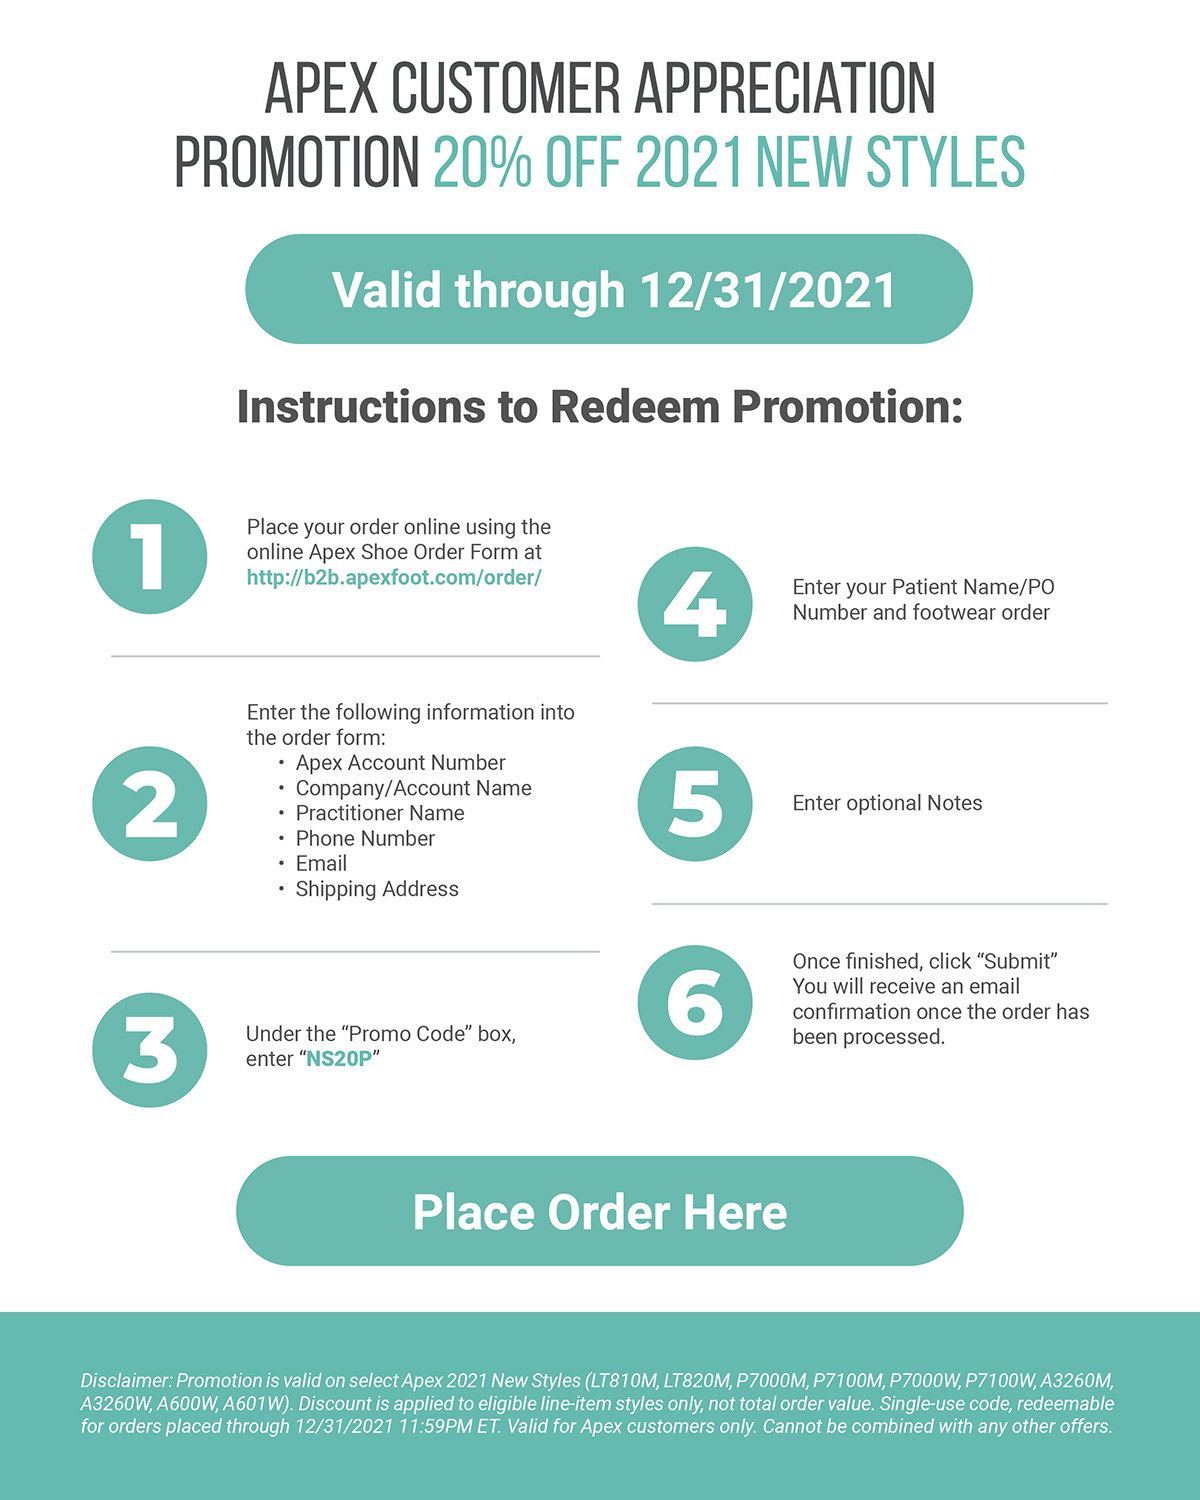 APEX CUSTOMER APPRECIATION
PROMOTION 20% OFF 2021 NEW STYLES
Valid through 12/31/2021
Instructions to Redeem Promotion:
1
Place your order online using the
online Apex Shoe Order Form at
http://b2b.apexfoot.com/order/
2
Enter the following information into
the order form:
• Apex Account Number
• Company/Account Name
• Practitioner Name
• Phone Number
• Email
• Shipping Address
3
Under the “Promo Code” box,
enter “NS20P”
4
Enter your Patient Name/PO
Number and footwear order
5
Enter optional Notes
6
Once finished, click “Submit”
You will receive an email
confirmation once the order has
been processed.
Place Order Here
Disclaimer: Promotion is valid on select Apex 2021 New Styles (LT810M, LT820M, P7000M, P7100M, P7000W, P7100W, A3260M,
A3260W, A600W, A601W). Discount is applied to eligible line-item styles only, not total order value. Single-use code, redeemable
for orders placed through 12/31/2021 11:59PM ET. Valid for Apex customers only. Cannot be combined with any other offers.